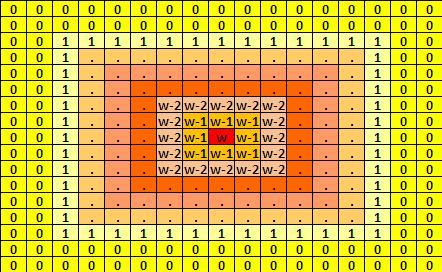 0 0 0 0 0 0 0 0 0 0 0 0 0 0 0 0 0
0 0 0 0 0 0 0 0 0 0 0 0 0 0 0 0 0
0 0 1 1 1 1 1 1 1 1 1 1 1 1 1 0 0
0 0 1 . . . . . . . . . . . 1 0 0
0 0 1 . . . . . . . . . . . 1 0 0
0 0 1 . . . . . . . . . . . 1 0 0
0 0 1 . . . w-2 w-2 w-2 w-2 w-2 . . . 1 0 0
0 0 1 . . . w-2 w-1 w-1 w-1 w-2 . . . 1 0 0
0 0 1 . . . w-2 w-1 w w-1 w-2 . . . 1 0 0
0 0 1 . . . w-2 w-1 w-1 w-1 w-2 . . . 1 0 0
0 0 1 . . . w-2 w-2 w-2 w-2 w-2 . . . 1 0 0
0 0 1 . . . . . . . . . . . 1 0 0
0 0 1 . . . . . . . . . . . 1 0 0
0 0 1 . . . . . . . . . . . 1 0 0
0 0 1 1 1 1 1 1 1 1 1 1 1 1 1 0 0
0 0 0 0 0 0 0 0 0 0 0 0 0 0 0 0 0
0 0 0 0 0 0 0 0 0 0 0 0 0 0 0 0 0